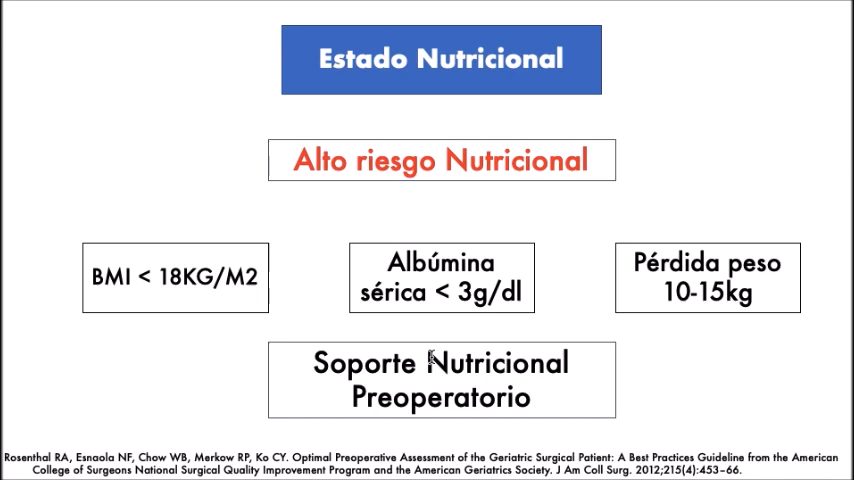 Estado Nutricional
Alto riesgo Nutricional
BMI < 18KG/M2
Albúmina
sérica < 3g/dl
Pérdida peso
10-15kg
Soporte Nutricional
Preoperatorio
Rosenthal RA, Esnaola NF, Chow WB, Merkow RP, Ko CY. Optimal Preoperative Assessment of the Geriatric Surgical Patient: A Best Practices Guideline from the American
College of Surgeons National Surgical Quality Improvement Program and the American Geriatrics Society. J Am Coll Surg. 2012;215(4):453–66.